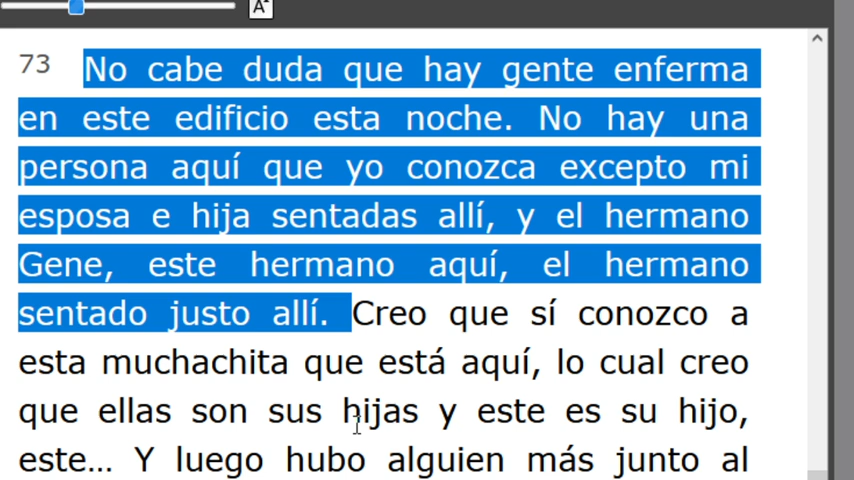 A
73 No cabe duda que hay gente enferma
en este edificio esta noche. No hay una
persona aquí que yo conozca excepto mi
esposa e hija sentadas allí, y el hermano
Gene, este hermano aquí, el hermano
sentado justo allí. Creo que sí conozco a
esta muchachita que está aquí, lo cual creo
que ellas son sus hijas y este es su hijo,
este... Y luego hubo alguien más junto al